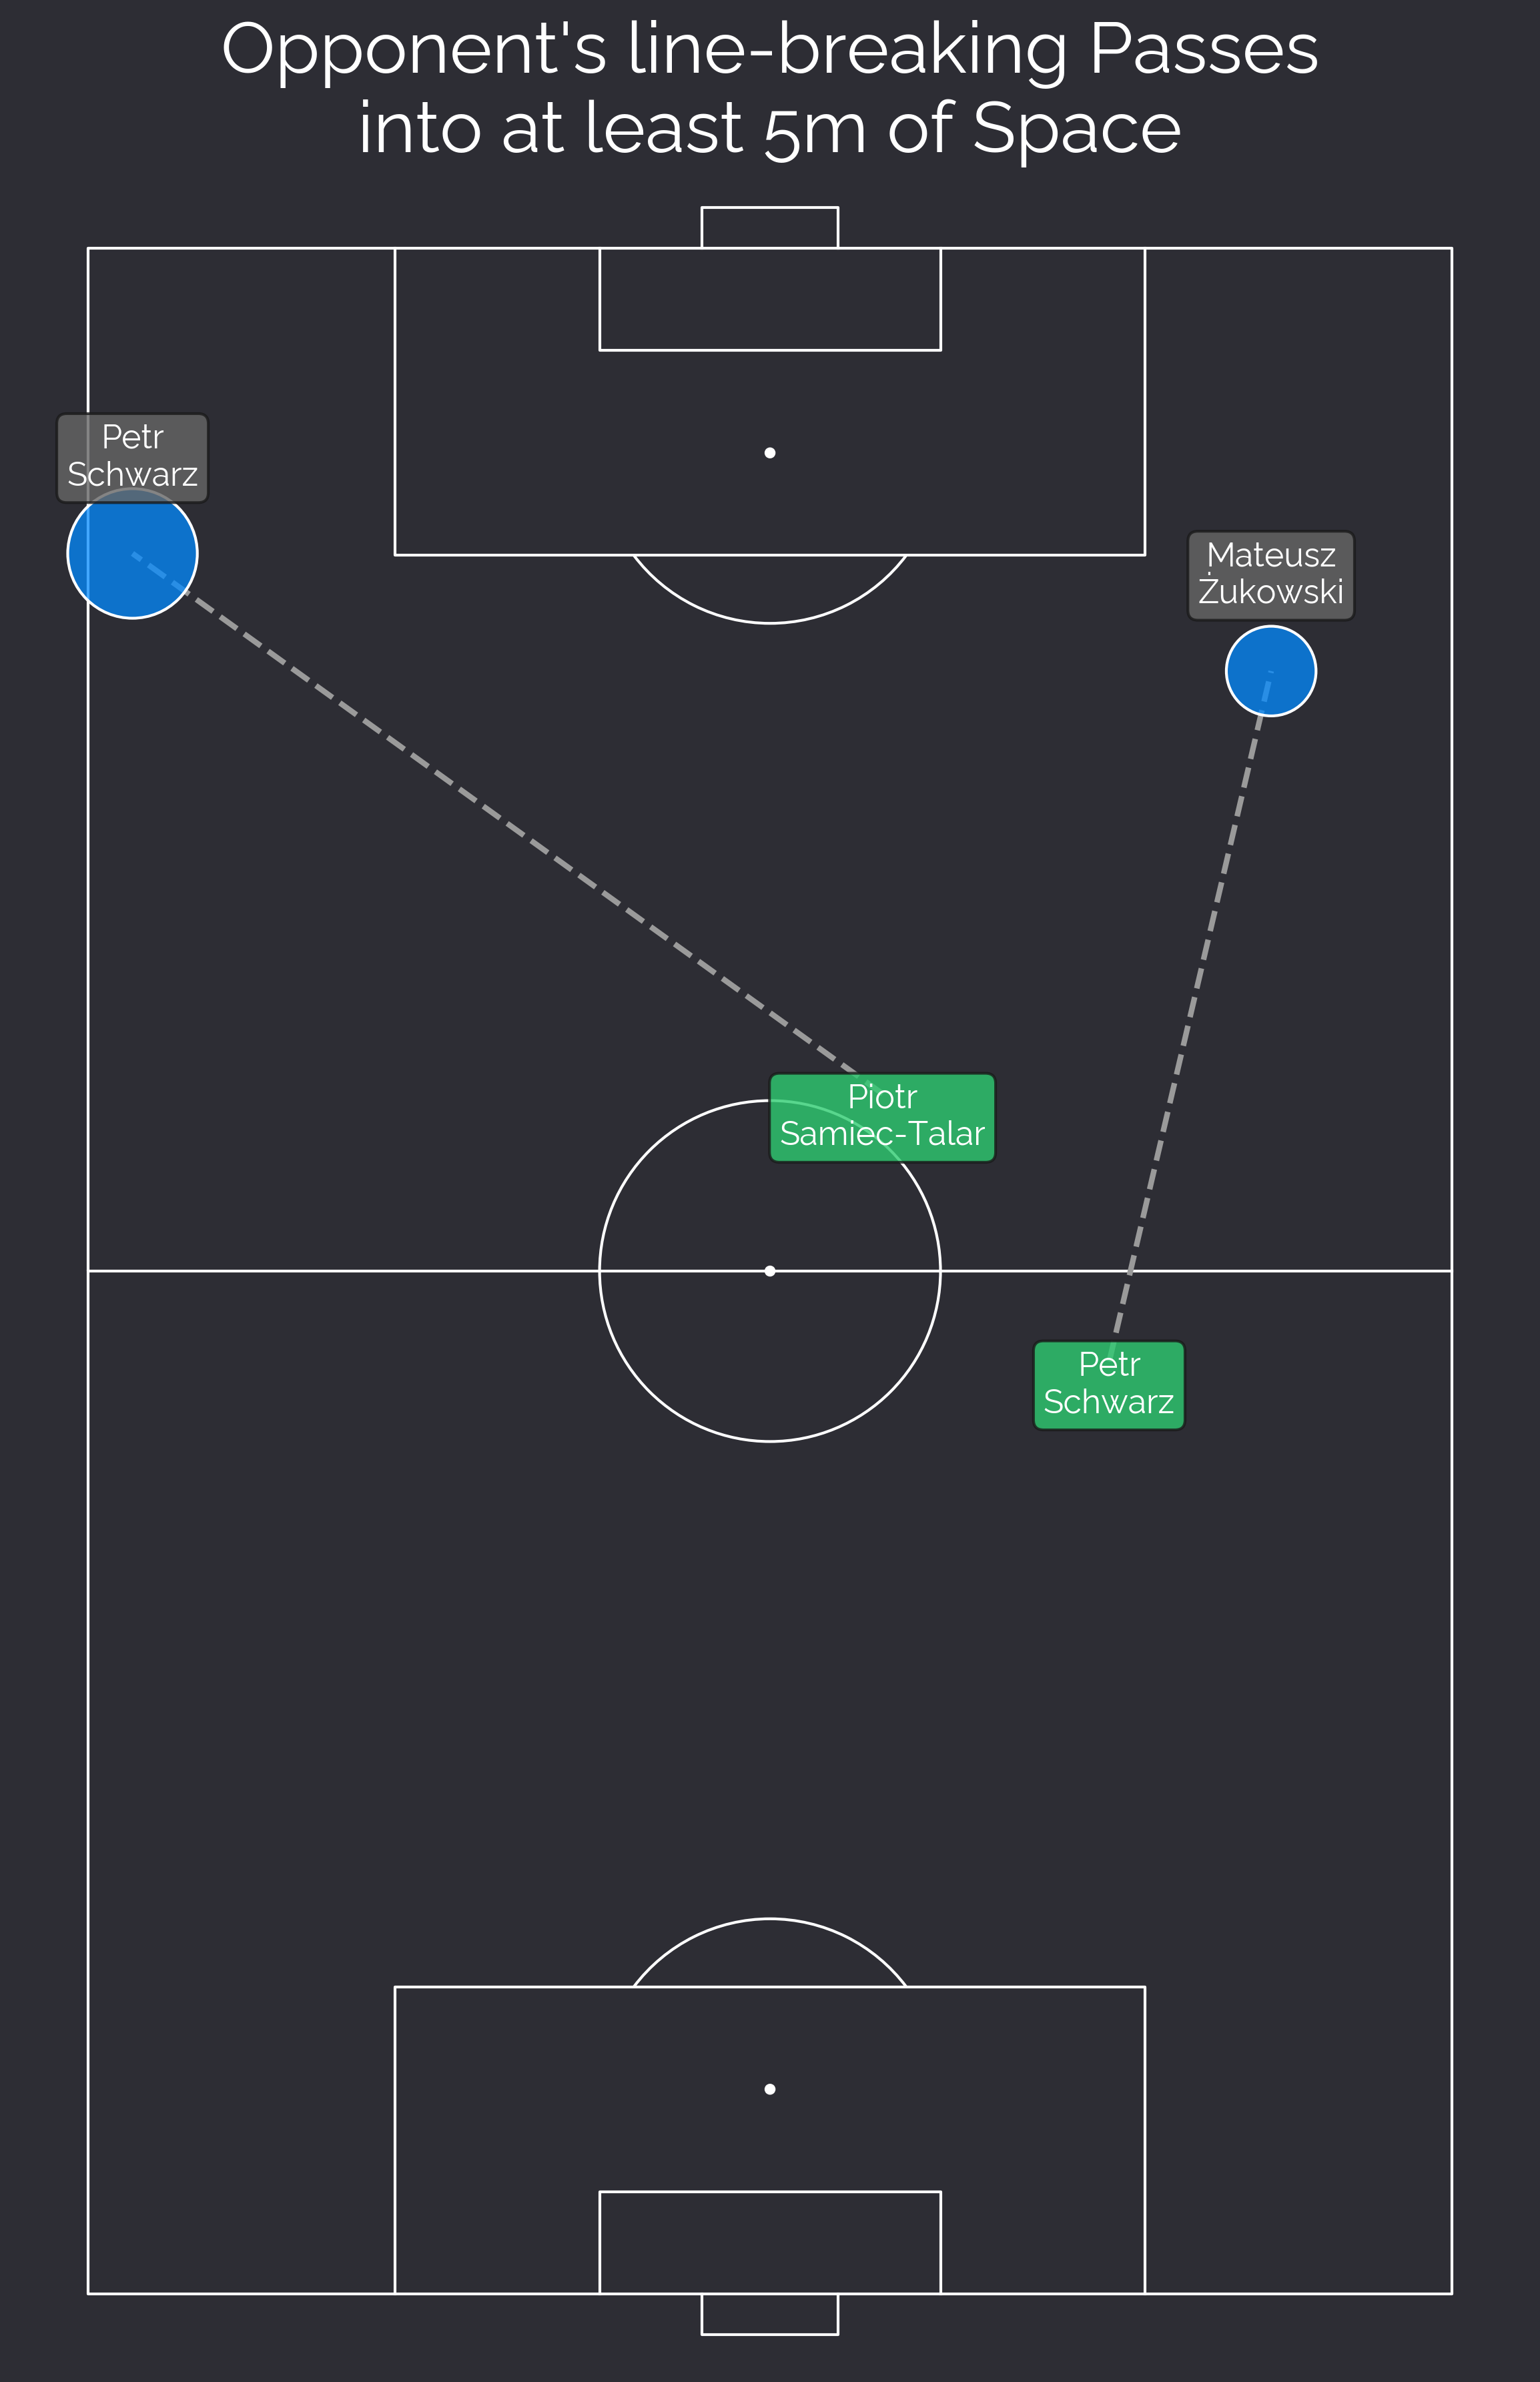 Opponent's line-breaking Passes
into at least 5m of Space
Petr
Schwarz
Mateusz
Żukowski
Piotr
Samiec-Talar
Petr
Schwarz